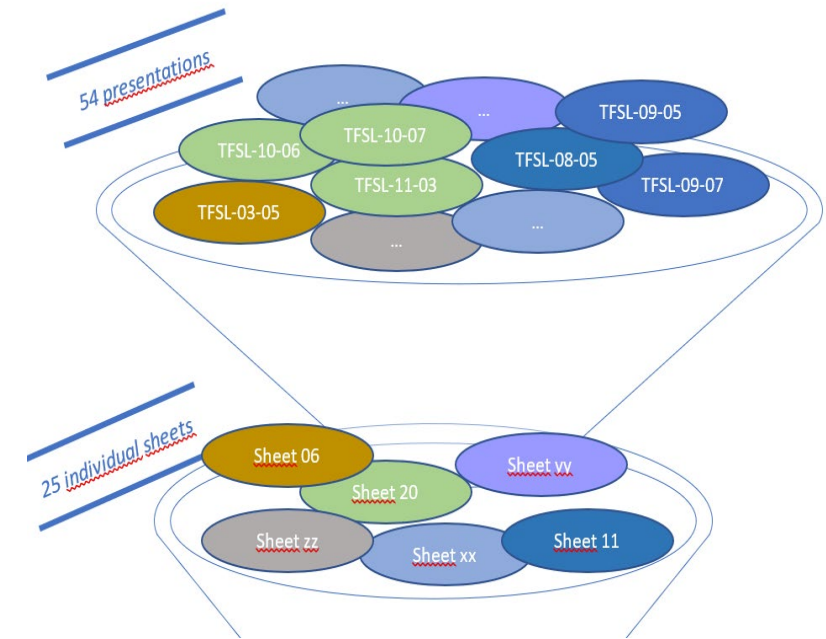 54 presentations
...
...
TFSL-09-05
TFSL-10-07
TFSL-10-06
TFSL-08-05
TFSL-11-03
TFSL-09-07
TFSL-03-05
...
...
25 individual sheets
Sheet 06
Sheet vv
Sheet 20
Sheet zz
Sheet xx
Sheet 11